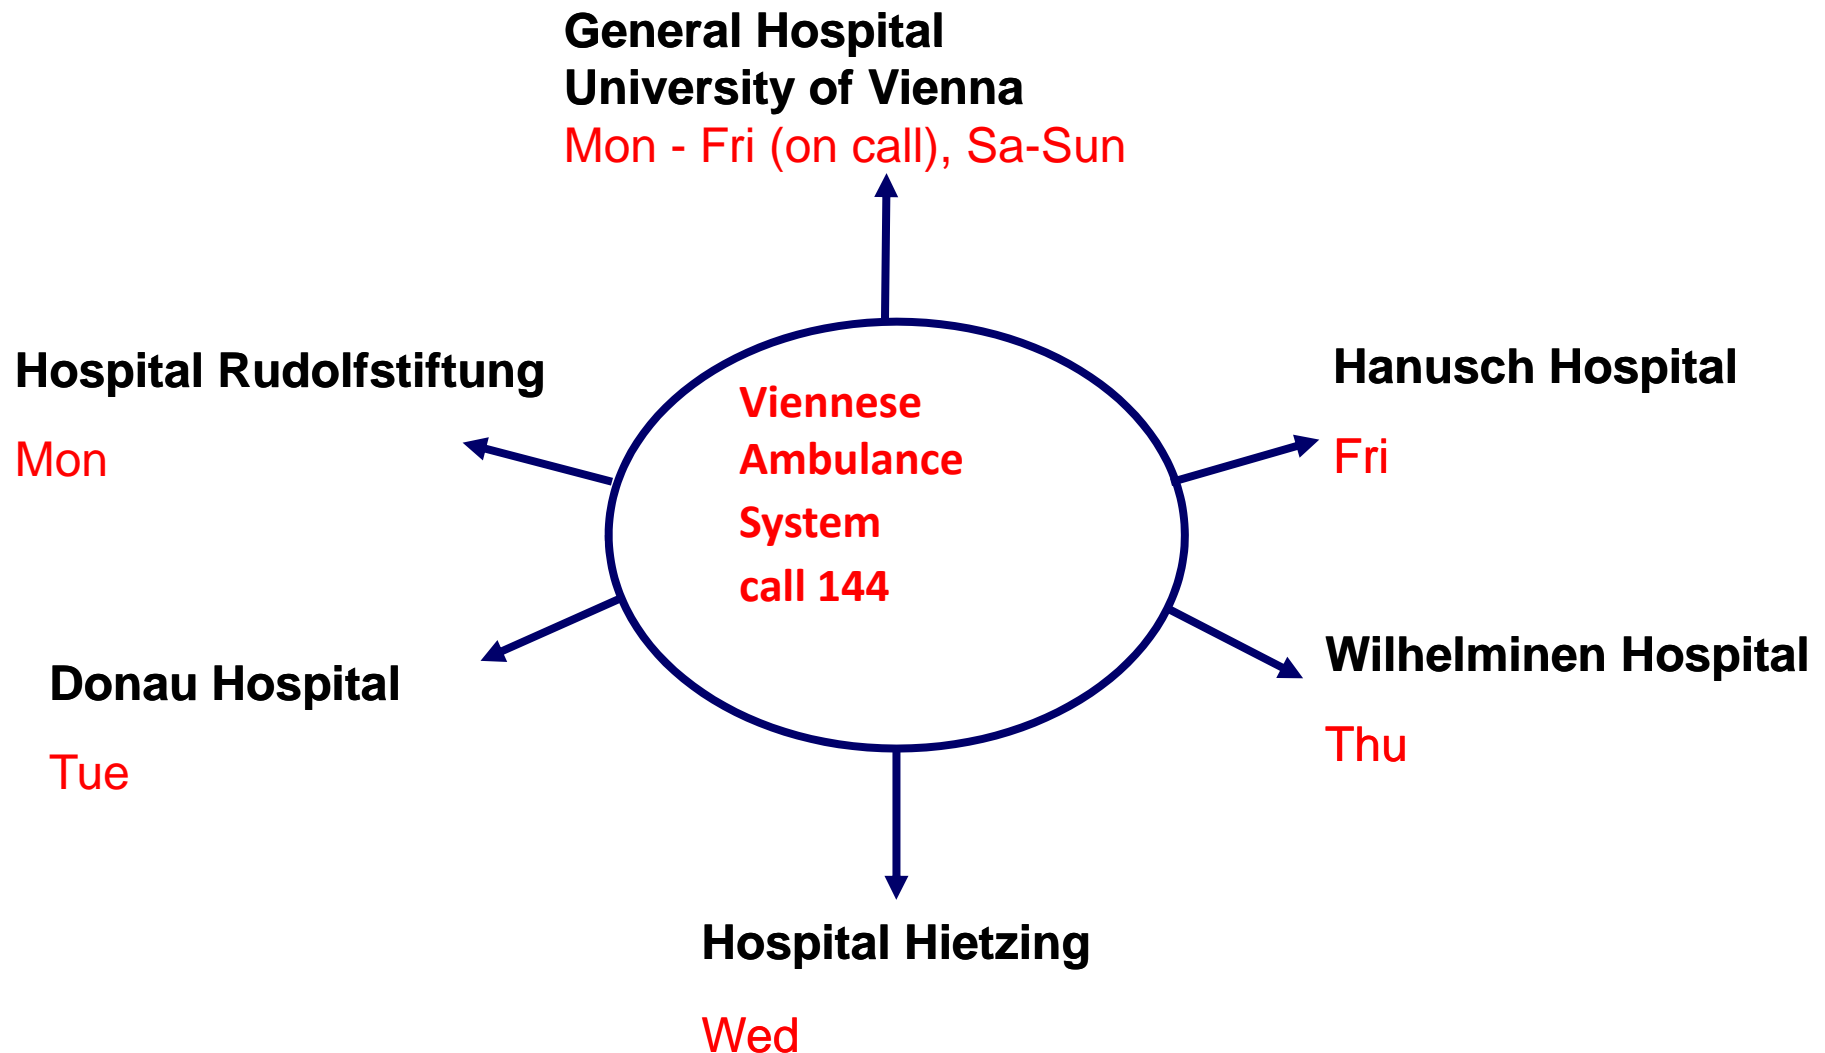 General Hospital
University of Vienna
Mon - Fri (on call), Sa-Sun
Hospital Rudolfstiftung
Mon
Viennese
Ambulance
System
call 144
Hanusch Hospital
Fri
Donau Hospital
Tue
Wilhelminen Hospital
Thu
Hospital Hietzing
Wed